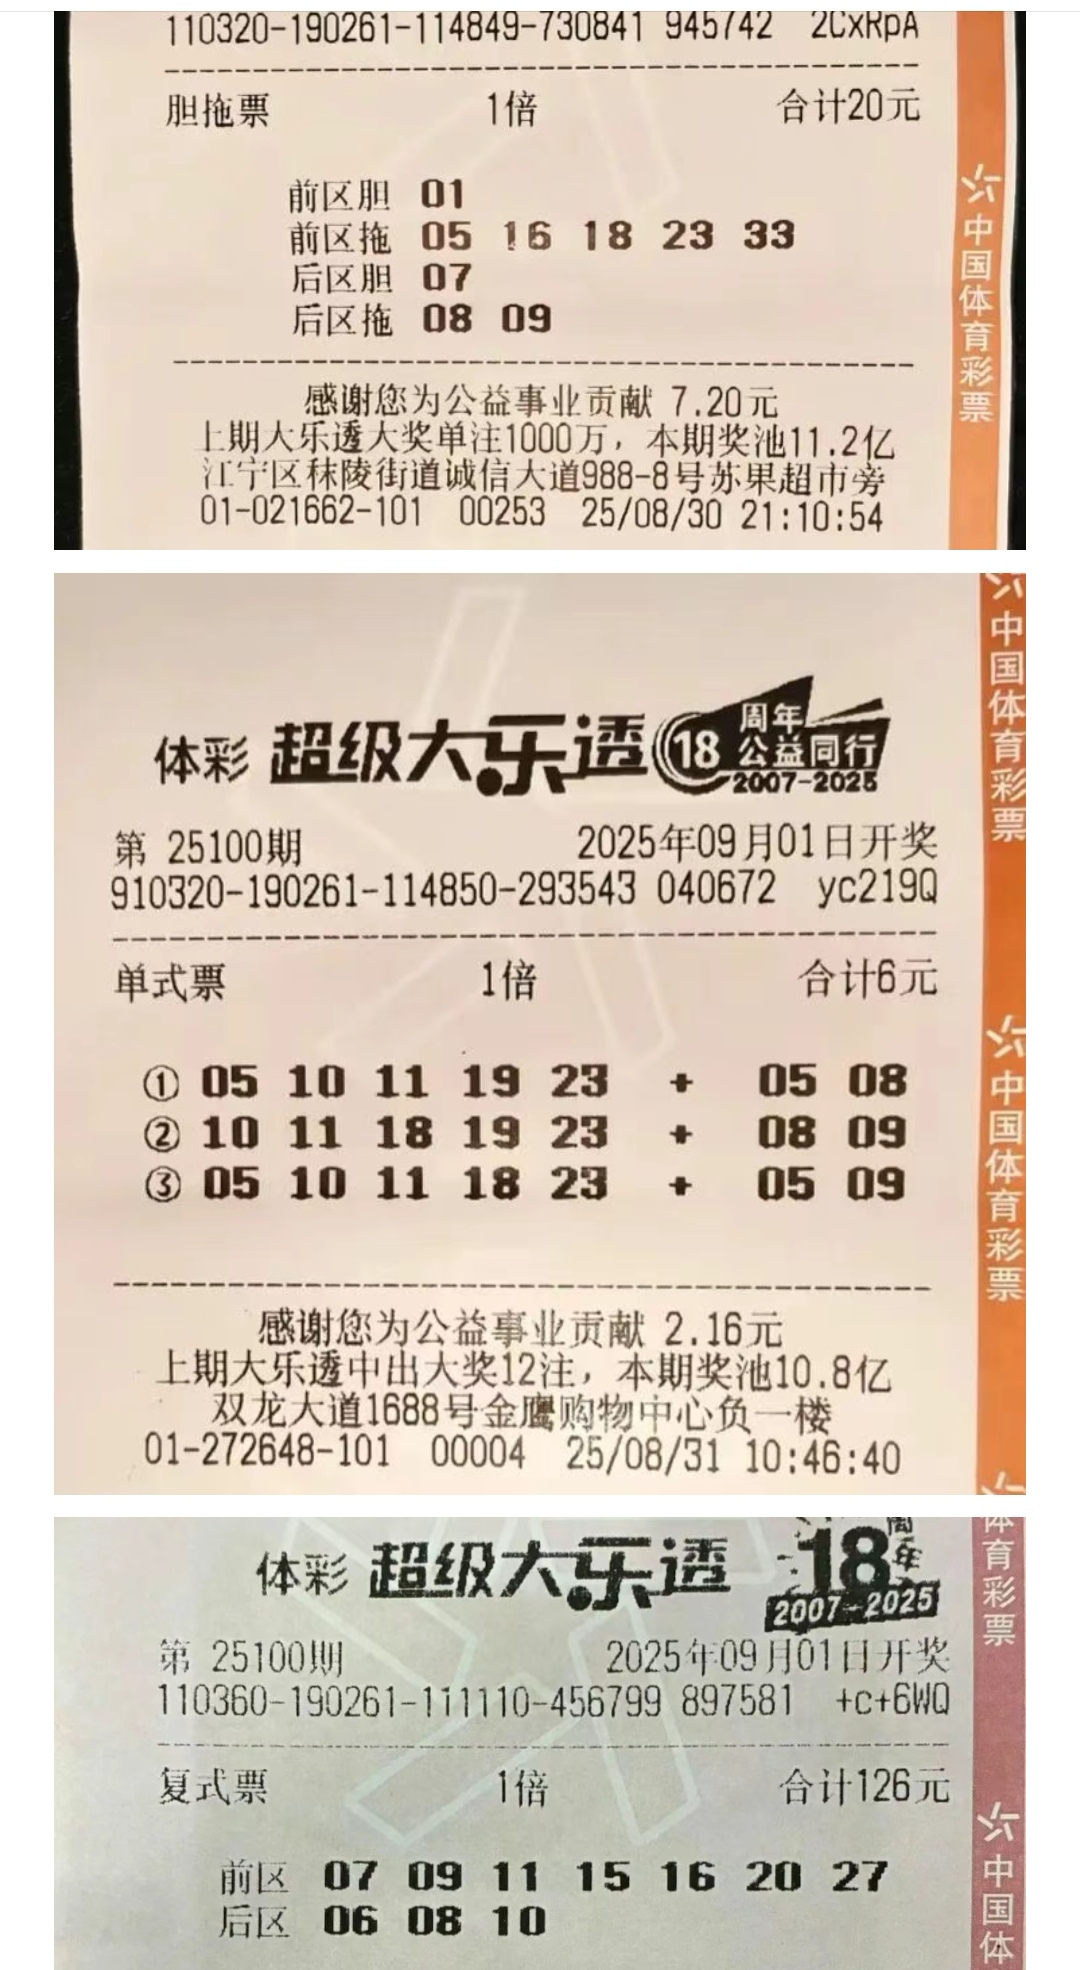 110320-190261-114849-730841 945742 2CxRpA
胆拖票 1倍 合计20元
前区胆 01
前区拖 05 16 18 23 33
后区胆 07
后区拖 08 09
感谢您为公益事业贡献 7.20元
上期大乐透大奖单注1000万，本期奖池11.2亿
江宁区秣陵街道诚信大道988-8号苏果超市旁
01-021662-101 00253 25/08/30 21:10:54
中国体育彩票
体彩 超级大乐透 18 周年 公益同行 2007-2025
第 25100期 2025年09月01日开奖
910320-190261-114850-293543 040672 yc219Q
单式票 1倍 合计6元
① 05 10 11 19 23 + 05 08
② 10 11 18 19 23 + 08 09
③ 05 10 11 18 23 + 05 09
感谢您为公益事业贡献 2.16元
上期大乐透中出大奖12注，本期奖池10.8亿
双龙大道1688号金鹰购物中心负一楼
01-272648-101 00004 25/08/31 10:46:40
中国体育彩票
中国体育彩票
体彩 超级大乐透 18周年 2007-2025
第 25100期 2025年09月01日开奖
110360-190261-111110-456799 897581 +c+6WQ
复式票 1倍 合计126元
前区 07 09 11 15 16 20 27
后区 06 08 10
体育彩票
中国体